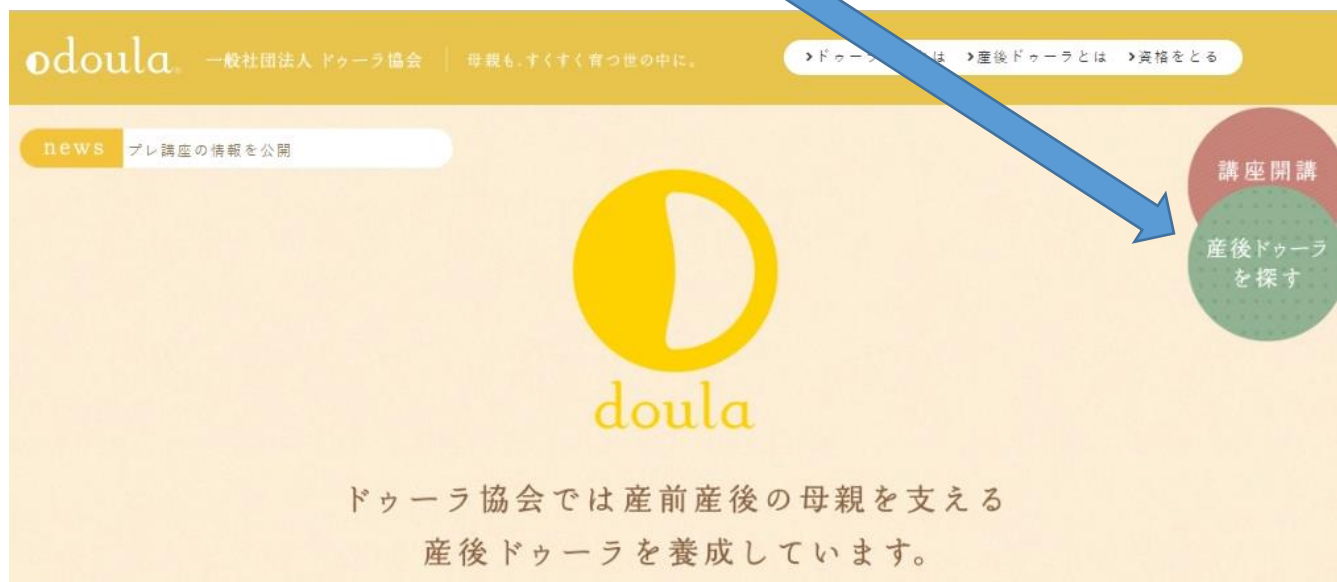 doula
一般社団法人 ドゥーラ協会
母親も、すくすく育つ世の中に。
ドゥー は
産後ドゥーラとは
資格をとる
news
プレ講座の情報を公開
講座開講
産後ドゥーラ
を探す
doula
ドゥーラ協会では産前産後の母親を支える
産後ドゥーラを養成しています。